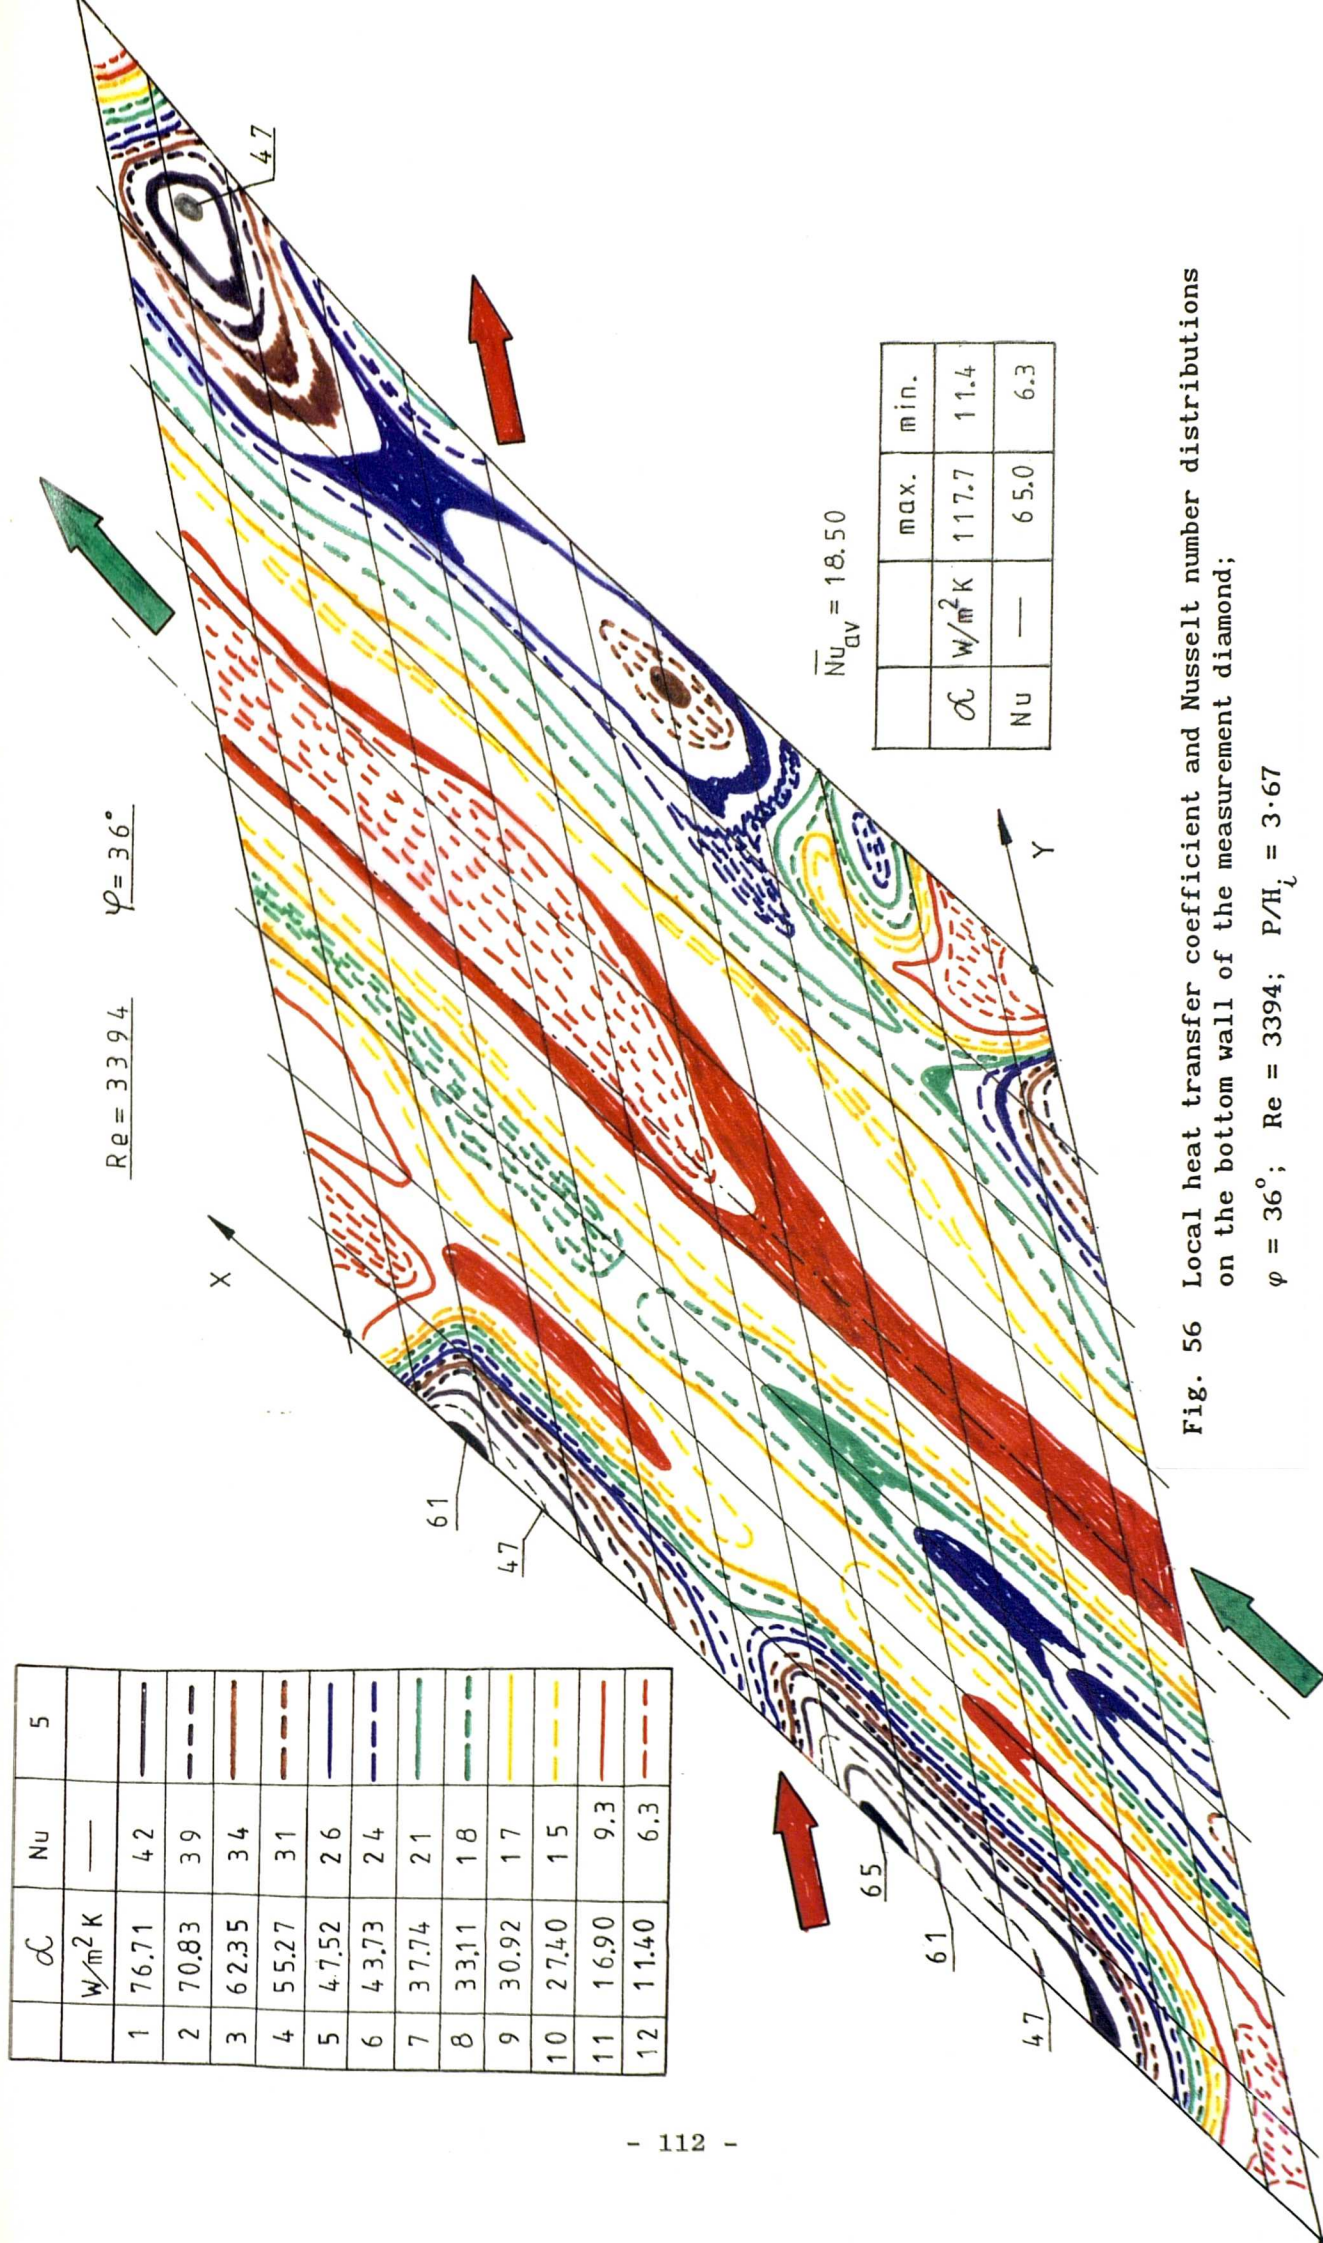 α Nu 5
W/m² K —
1 76,71 42
2 70,83 39
3 62,35 34
4 55,27 31
5 47,52 26
6 43,73 24
7 37,74 21
8 33,11 18
9 30,92 17
10 27,40 15
11 16,90 9.3
12 11.40 6.3
Re = 3394
φ = 36°
X
Y
61
47
65
61
47
47
N̅u̅av = 18.50
max. min.
α W/m² K 117.7 11.4
Nu — 65.0 6.3
Fig. 56 Local heat transfer coefficient and Nusselt number distributions
on the bottom wall of the measurement diamond;
φ = 36°; Re = 3394; P/Hi = 3·67
- 112 -